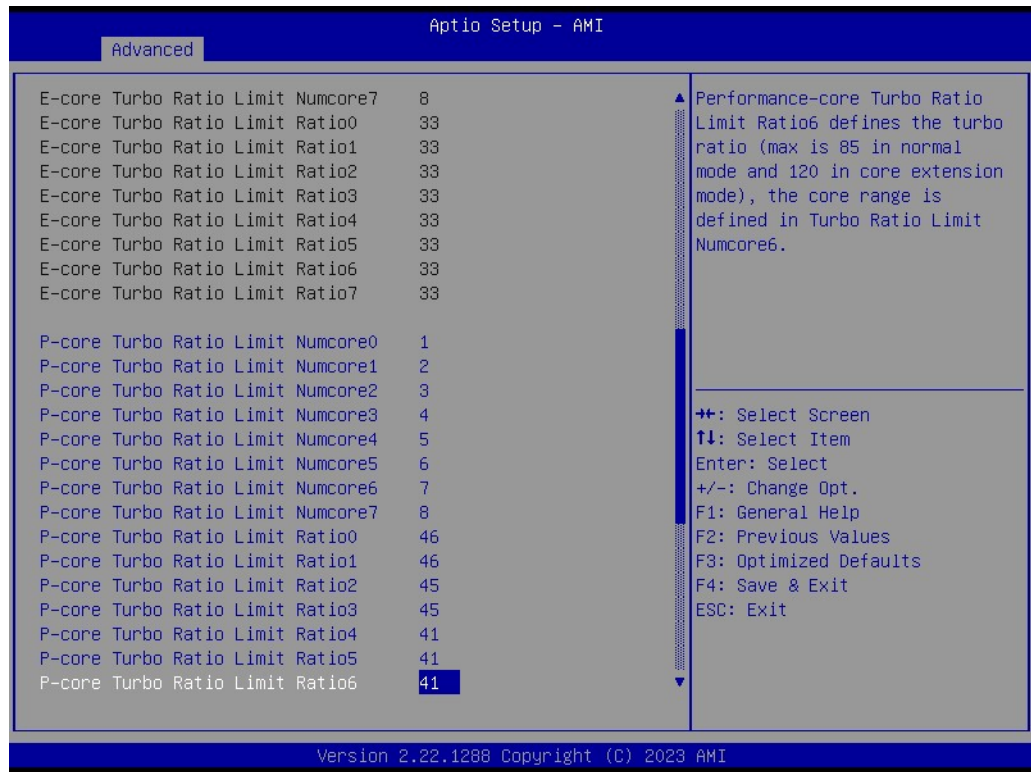 Aptio Setup - AMI
Advanced
E-core Turbo Ratio Limit Numcore7 8
E-core Turbo Ratio Limit Ratio0 33
E-core Turbo Ratio Limit Ratio1 33
E-core Turbo Ratio Limit Ratio2 33
E-core Turbo Ratio Limit Ratio3 33
E-core Turbo Ratio Limit Ratio4 33
E-core Turbo Ratio Limit Ratio5 33
E-core Turbo Ratio Limit Ratio6 33
E-core Turbo Ratio Limit Ratio7 33
P-core Turbo Ratio Limit Numcore0 1
P-core Turbo Ratio Limit Numcore1 2
P-core Turbo Ratio Limit Numcore2 3
P-core Turbo Ratio Limit Numcore3 4
P-core Turbo Ratio Limit Numcore4 5
P-core Turbo Ratio Limit Numcore5 6
P-core Turbo Ratio Limit Numcore6 7
P-core Turbo Ratio Limit Numcore7 8
P-core Turbo Ratio Limit Ratio0 46
P-core Turbo Ratio Limit Ratio1 46
P-core Turbo Ratio Limit Ratio2 45
P-core Turbo Ratio Limit Ratio3 45
P-core Turbo Ratio Limit Ratio4 41
P-core Turbo Ratio Limit Ratio5 41
P-core Turbo Ratio Limit Ratio6 41
Performance-core Turbo Ratio
Limit Ratio6 defines the turbo
ratio (max is 85 in normal
mode and 120 in core extension
mode), the core range is
defined in Turbo Ratio Limit
Numcore6.
→←: Select Screen
↑↓: Select Item
Enter: Select
+/-: Change Opt.
F1: General Help
F2: Previous Values
F3: Optimized Defaults
F4: Save & Exit
ESC: Exit
Version 2.22.1288 Copyright (C) 2023 AMI